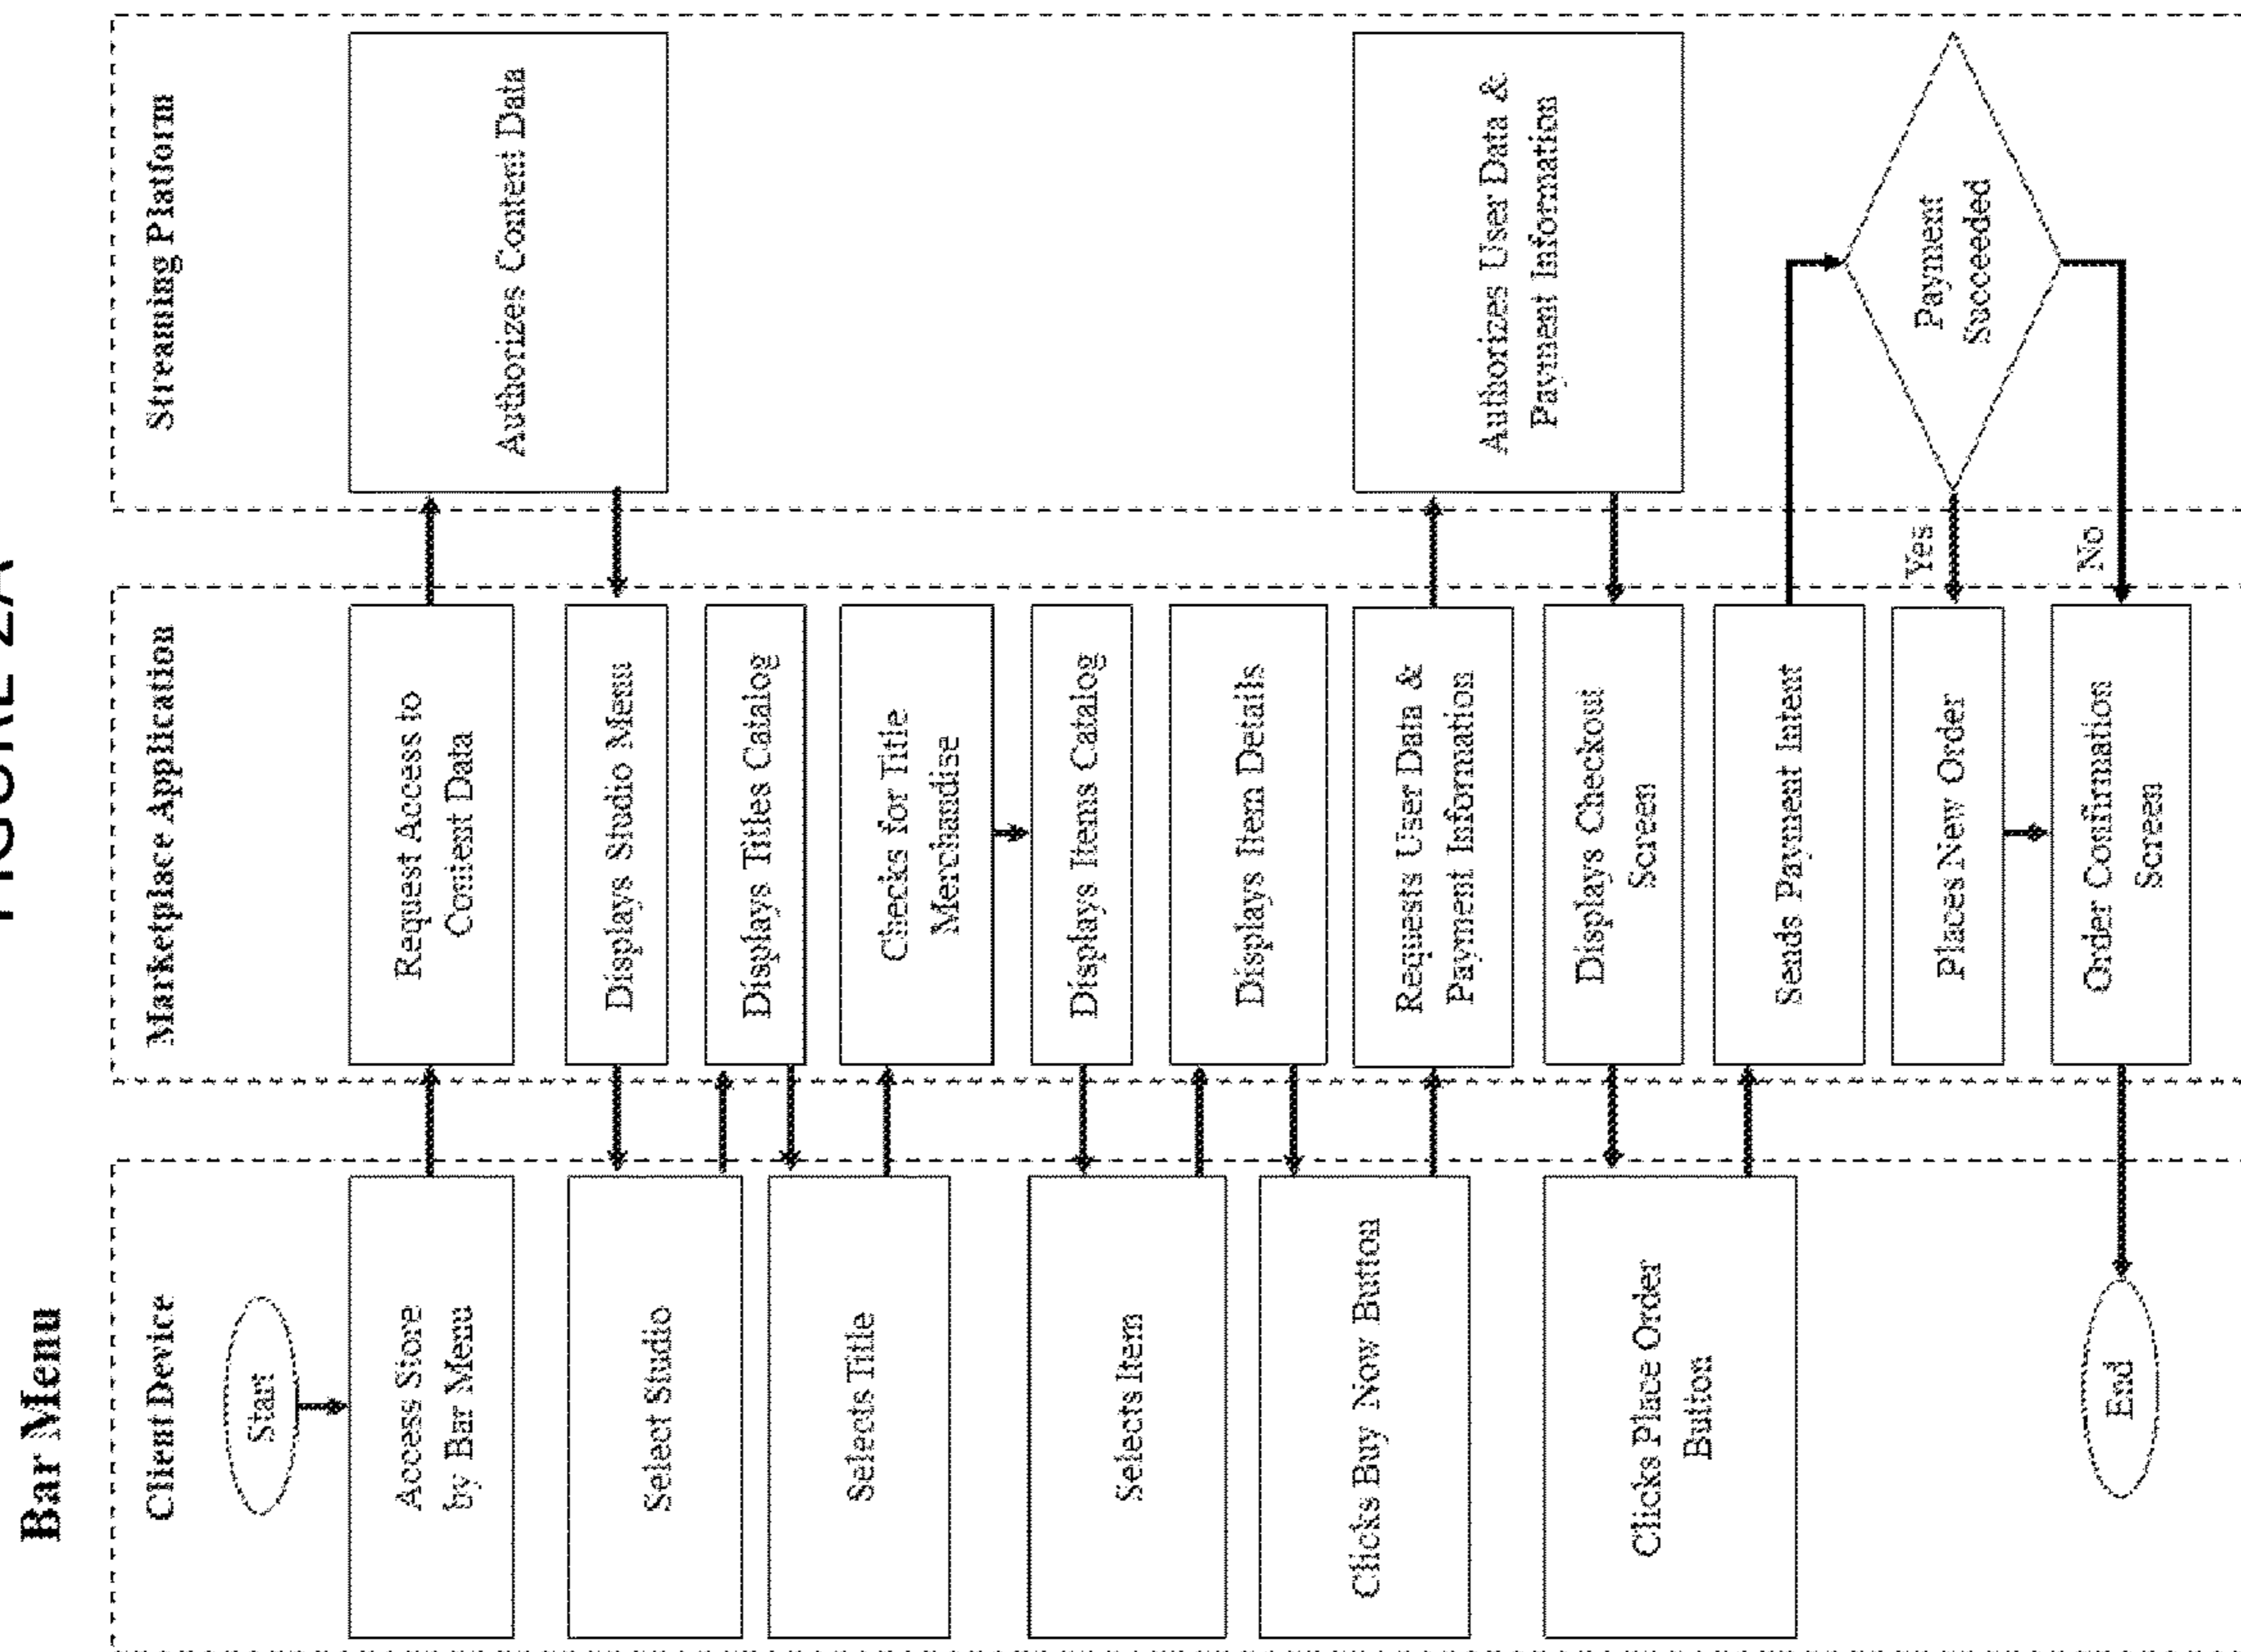 FIGURE 2A
Bar Menu
Client Device
Marketplace Application
Streaming Platform
Start
Access Store
by Bar Menu
Request Access to
Content Data
Authorizes Content Data
Displays Studio Menu
Select Studio
Displays Titles Catalog
Selects Title
Checks for Title
Merchandise
Displays Items Catalog
Selects Item
Displays Item Details
Clicks Buy Now Button
Requests User Data &
Payment Information
Authorizes User Data &
Payment Information
Displays Checkout
Screen
Clicks Place Order
Button
Sends Payment Intent
Payment
Succeeded
Yes
No
Places New Order
Order Confirmation
Screen
End